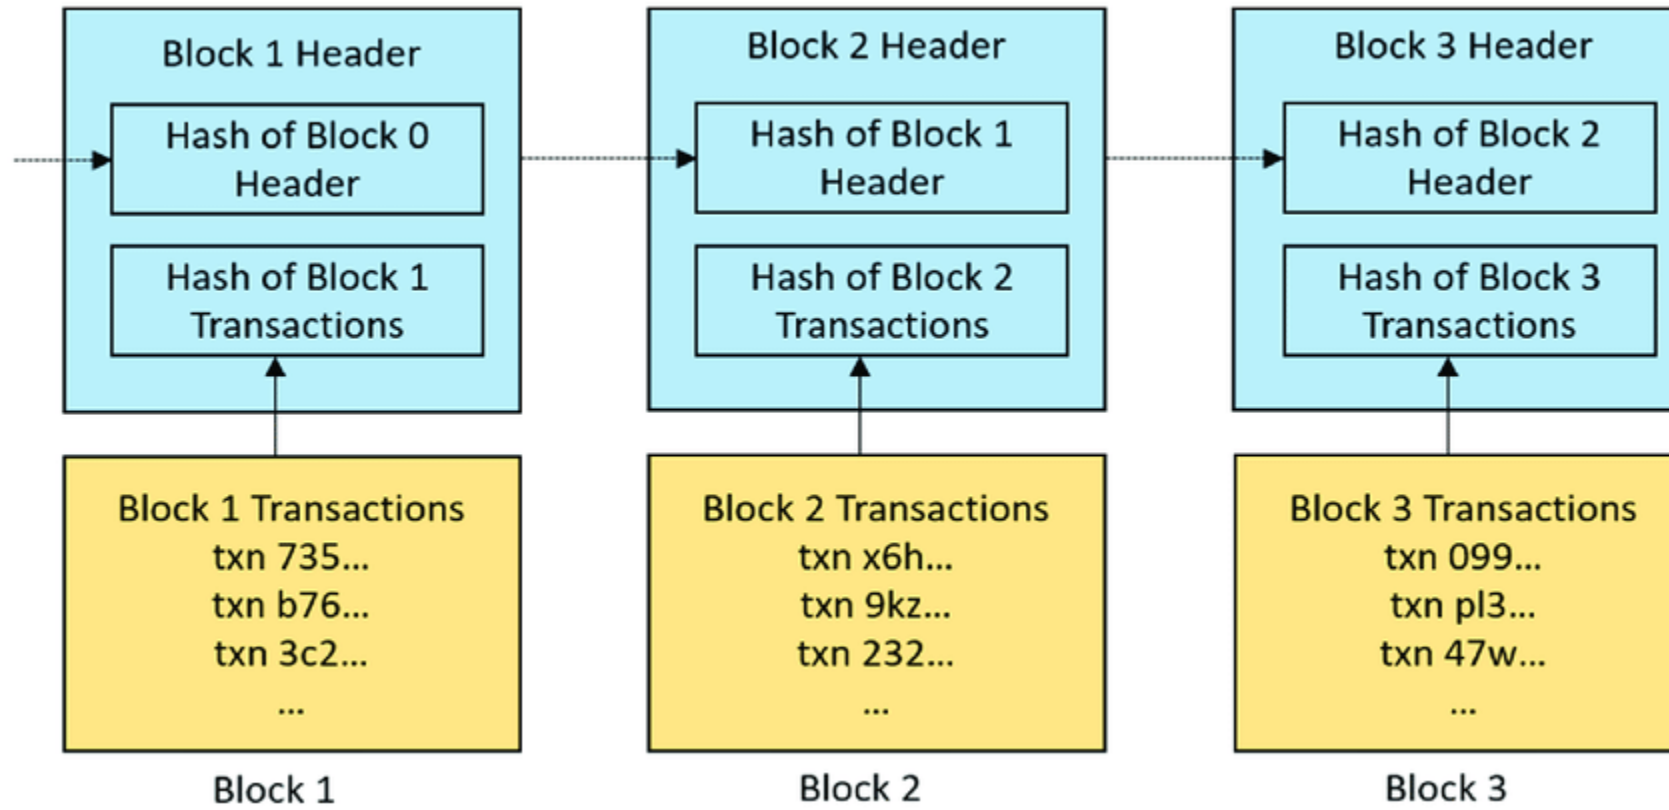 Block 1 Header
Hash of Block 0
Header
Hash of Block 1
Transactions
Block 1 Transactions
txn 735...
txn b76...
txn 3c2...
...
Block 1
Block 2 Header
Hash of Block 1
Header
Hash of Block 2
Transactions
Block 2 Transactions
txn x6h...
txn 9kz...
txn 232...
...
Block 2
Block 3 Header
Hash of Block 2
Header
Hash of Block 3
Transactions
Block 3 Transactions
txn 099...
txn pl3...
txn 47w...
...
Block 3